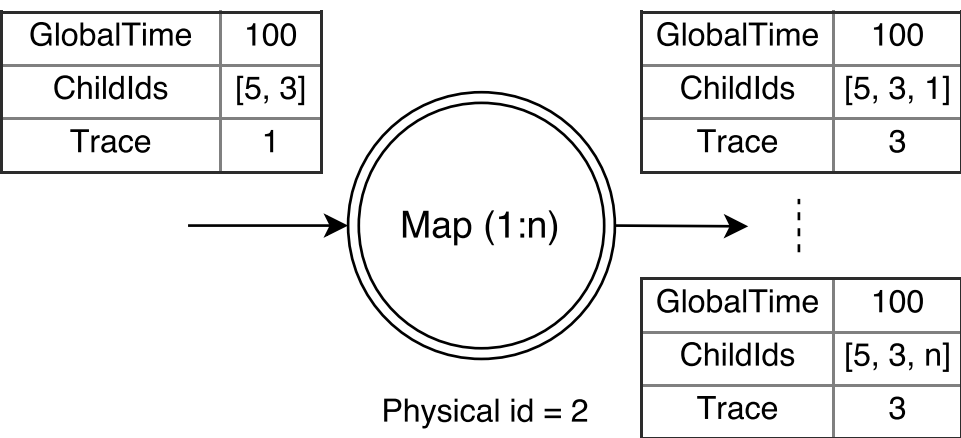 GlobalTime 100
ChildIds [5, 3]
Trace 1
Map (1:n)
Physical id = 2
GlobalTime 100
ChildIds [5, 3, 1]
Trace 3
GlobalTime 100
ChildIds [5, 3, n]
Trace 3